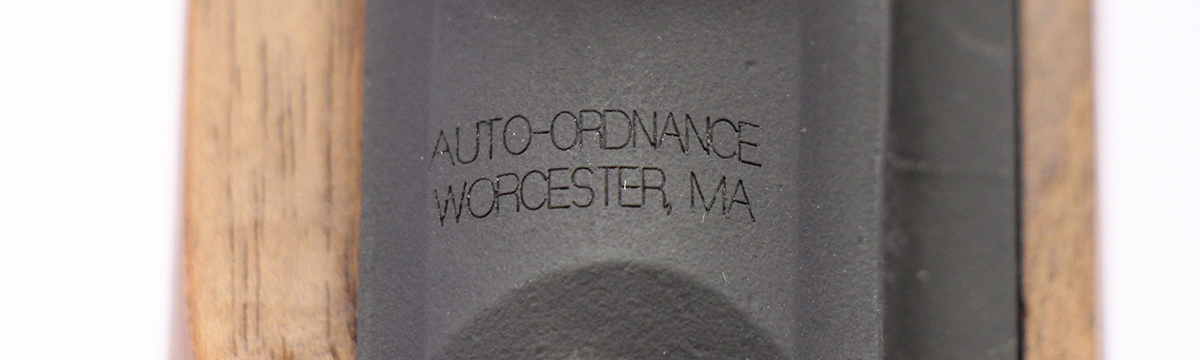 AUTO-ORDNANCE
WORCESTER, MA